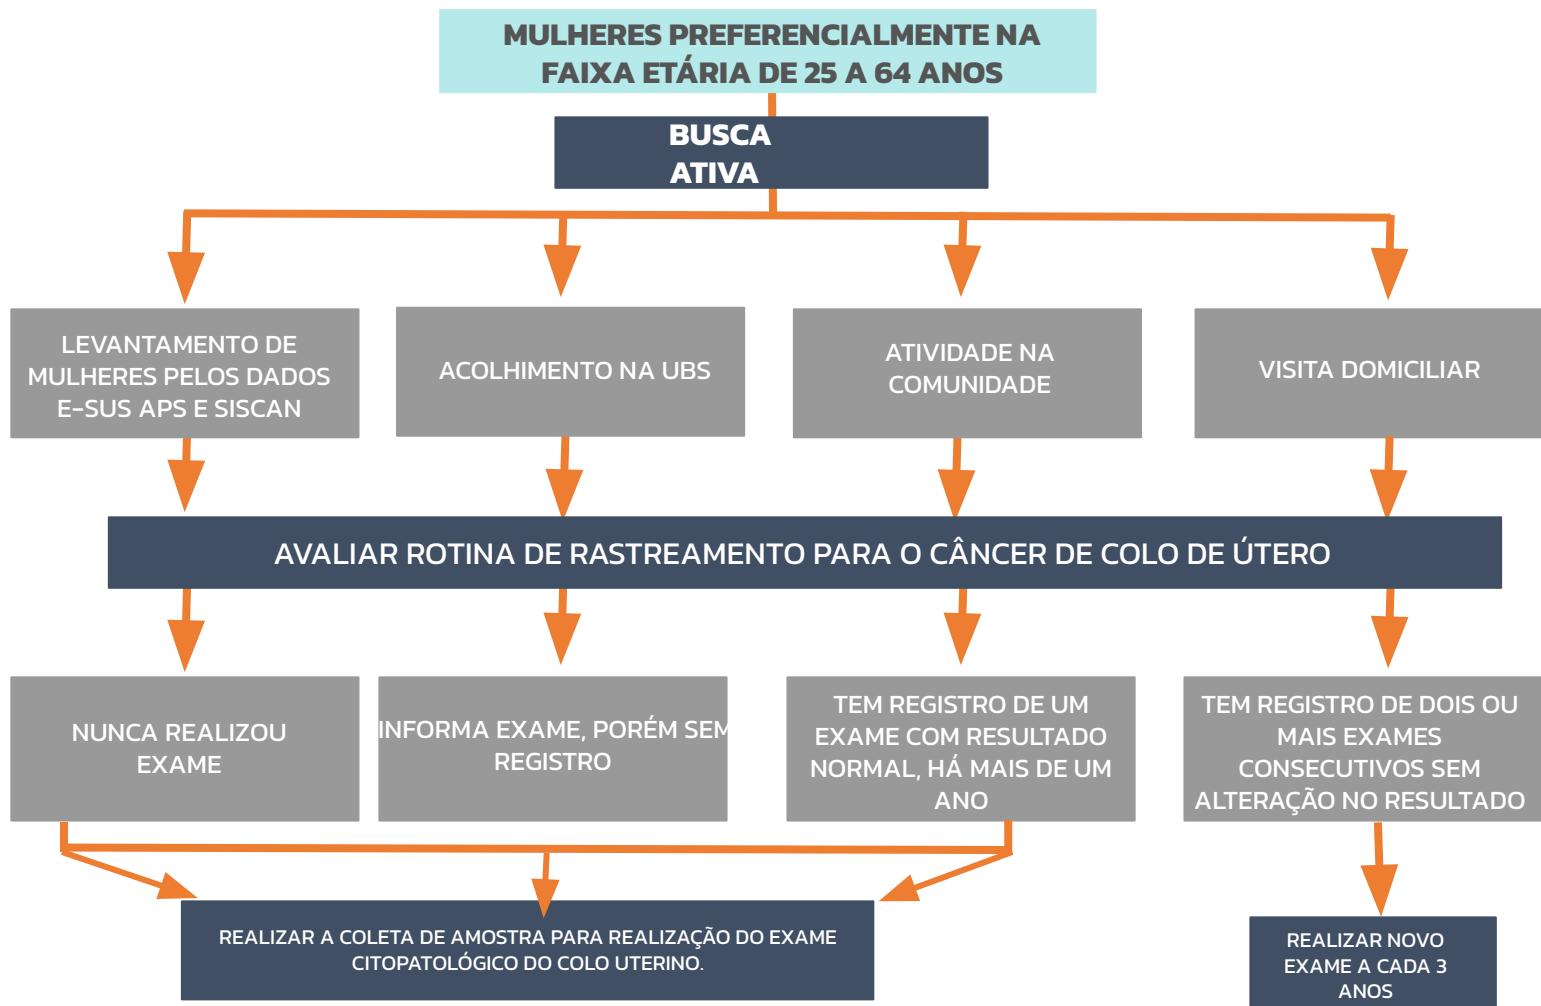 MULHERES PREFERENCIALMENTE NA
FAIXA ETÁRIA DE 25 A 64 ANOS
BUSCA
ATIVA
LEVANTAMENTO DE
MULHERES PELOS DADOS
E-SUS APS E SISCAN
ACOLHIMENTO NA UBS
ATIVIDADE NA
COMUNIDADE
VISITA DOMICILIAR
AVALIAR ROTINA DE RASTREAMENTO PARA O CÂNCER DE COLO DE ÚTERO
NUNCA REALIZOU
EXAME
INFORMA EXAME, PORÉM SEM
REGISTRO
TEM REGISTRO DE UM
EXAME COM RESULTADO
NORMAL, HÁ MAIS DE UM
ANO
TEM REGISTRO DE DOIS OU
MAIS EXAMES
CONSECUTIVOS SEM
ALTERAÇÃO NO RESULTADO
REALIZAR A COLETA DE AMOSTRA PARA REALIZAÇÃO DO EXAME
CITOPATOLÓGICO DO COLO UTERINO.
REALIZAR NOVO
EXAME A CADA 3
ANOS